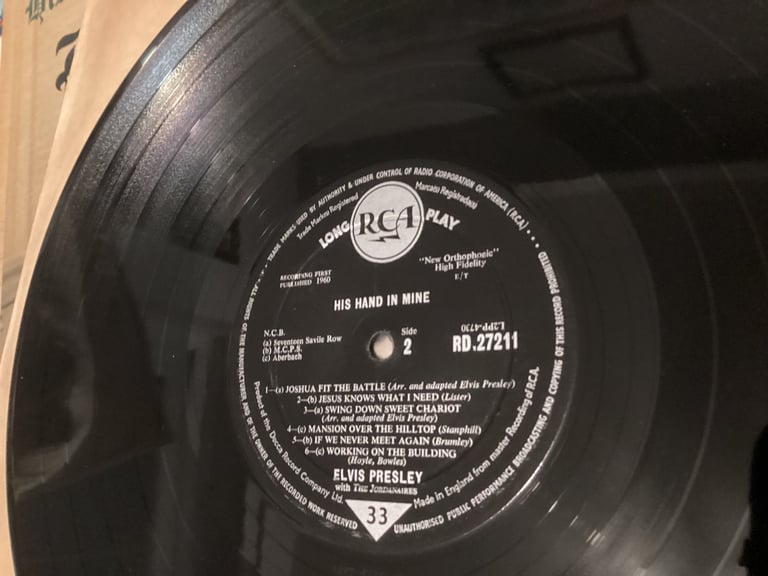 TRADE MARKS USED BY AUTHORITY & UNDER CONTROL OF RADIO CORPORATION OF AMERICA (R.C.A.)
Trade Marks Registered
Marcas Registradas
LONG RCA PLAY
"New Orthophonic"
High Fidelity
E/T
RECORDING FIRST
PUBLISHED 1960
HIS HAND IN MINE
N.C.B.
(a) Seventeen Savile Row
(b) M.C.P.S.
(c) Aberbach
Side
2
L2PP-4730
RD.27211
1—(a) JOSHUA FIT THE BATTLE (Arr. and adapted Elvis Presley)
2—(b) JESUS KNOWS WHAT I NEED (Lister)
3—(a) SWING DOWN SWEET CHARIOT
(Arr. and adapted Elvis Presley)
4—(c) MANSION OVER THE HILLTOP (Stanphill)
5—(b) IF WE NEVER MEET AGAIN (Brumley)
6—(c) WORKING ON THE BUILDING
(Hoyle, Bowles)
ELVIS PRESLEY
with THE JORDANAIRES
33
Product of the Decca Record Company Ltd.
Made in England from master Recording of R.C.A.
ALL RIGHTS OF THE MANUFACTURER AND OF THE OWNER OF THE RECORDED WORK RESERVED
UNAUTHORISED PUBLIC PERFORMANCE BROADCASTING AND COPYING OF THIS RECORD PROHIBITED